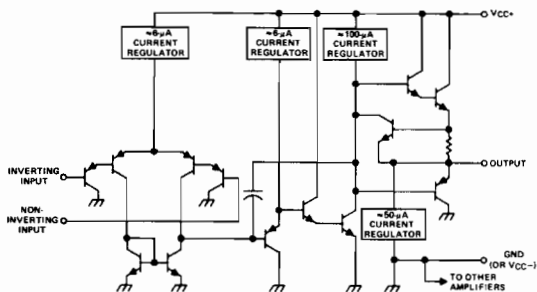 ≈6-μA
CURRENT
REGULATOR
≈6-μA
CURRENT
REGULATOR
≈100-μA
CURRENT
REGULATOR
VCC+
INVERTING
INPUT
NON-
INVERTING
INPUT
OUTPUT
≈50-μA
CURRENT
REGULATOR
GND
(OR VCC–)
TO OTHER
AMPLIFIERS